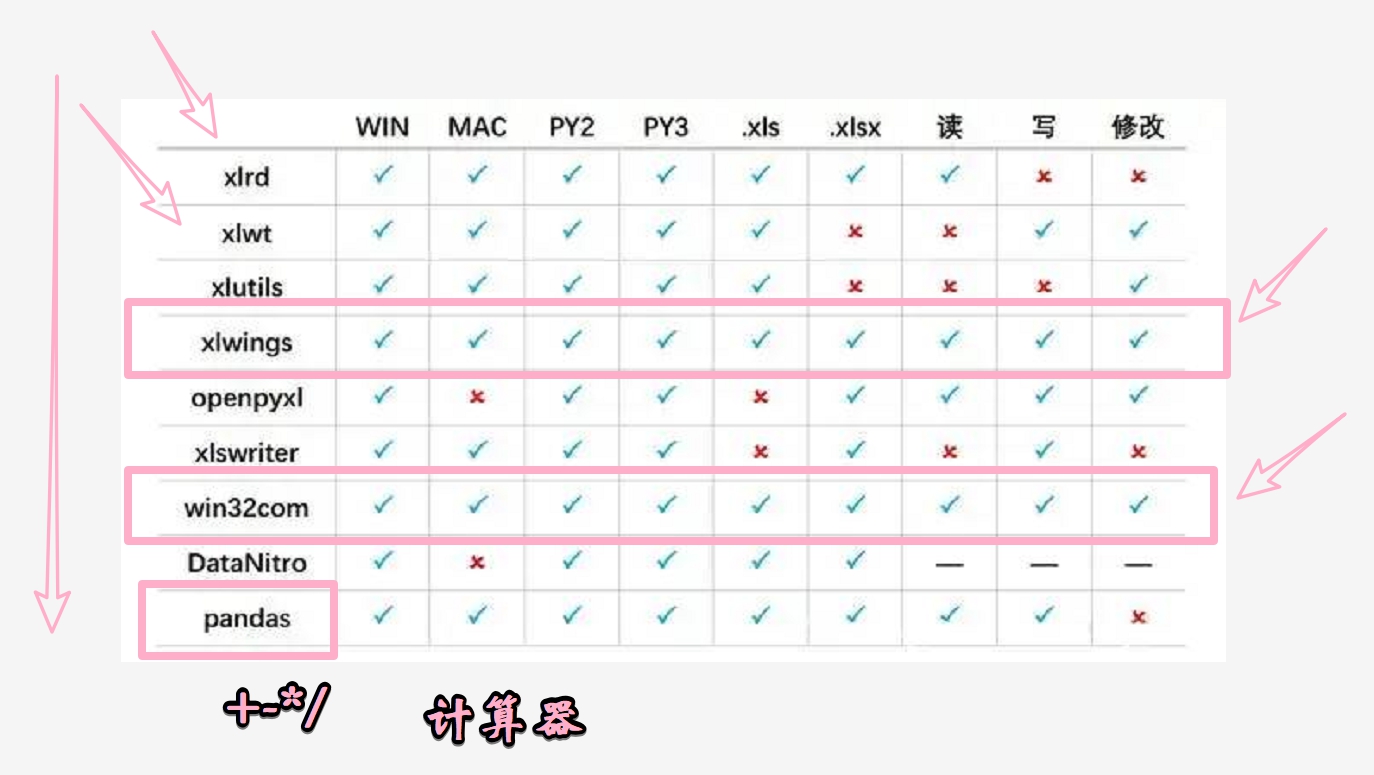 WIN MAC PY2 PY3 .xls .xlsx 读 写 修改
xlrd ✓ ✓ ✓ ✓ ✓ ✓ ✓ × ×
xlwt ✓ ✓ ✓ ✓ ✓ × × ✓ ✓
xlutils ✓ ✓ ✓ ✓ ✓ × × × ✓
xlwings ✓ ✓ ✓ ✓ ✓ ✓ ✓ ✓ ✓
openpyxl ✓ × ✓ ✓ × ✓ ✓ ✓ ✓
xlswriter ✓ ✓ ✓ ✓ × ✓ × ✓ ×
win32com ✓ ✓ ✓ ✓ ✓ ✓ ✓ ✓ ✓
DataNitro ✓ × ✓ ✓ ✓ ✓ — — —
pandas ✓ ✓ ✓ ✓ ✓ ✓ ✓ ✓ ×
+-*/ 计算器